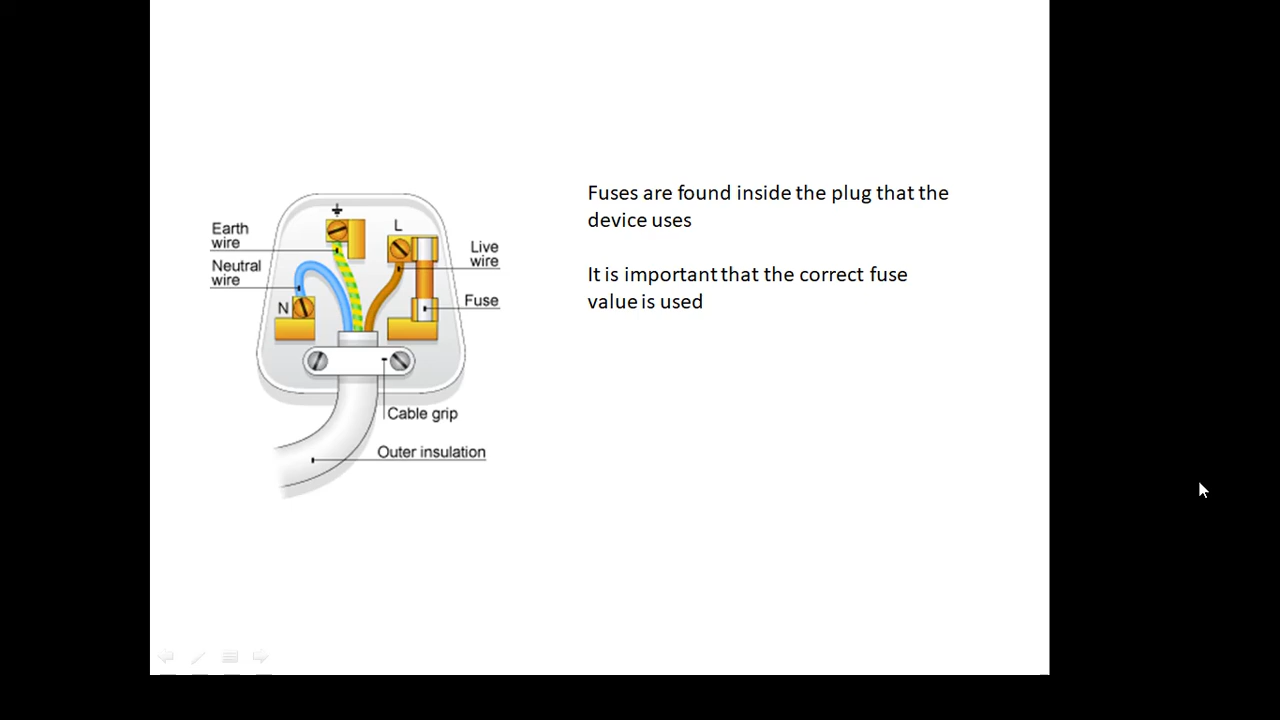 Fuses are found inside the plug that the
device uses
It is important that the correct fuse
value is used
Earth
wire
Neutral
wire
N
L
Live
wire
Fuse
Cable grip
Outer insulation